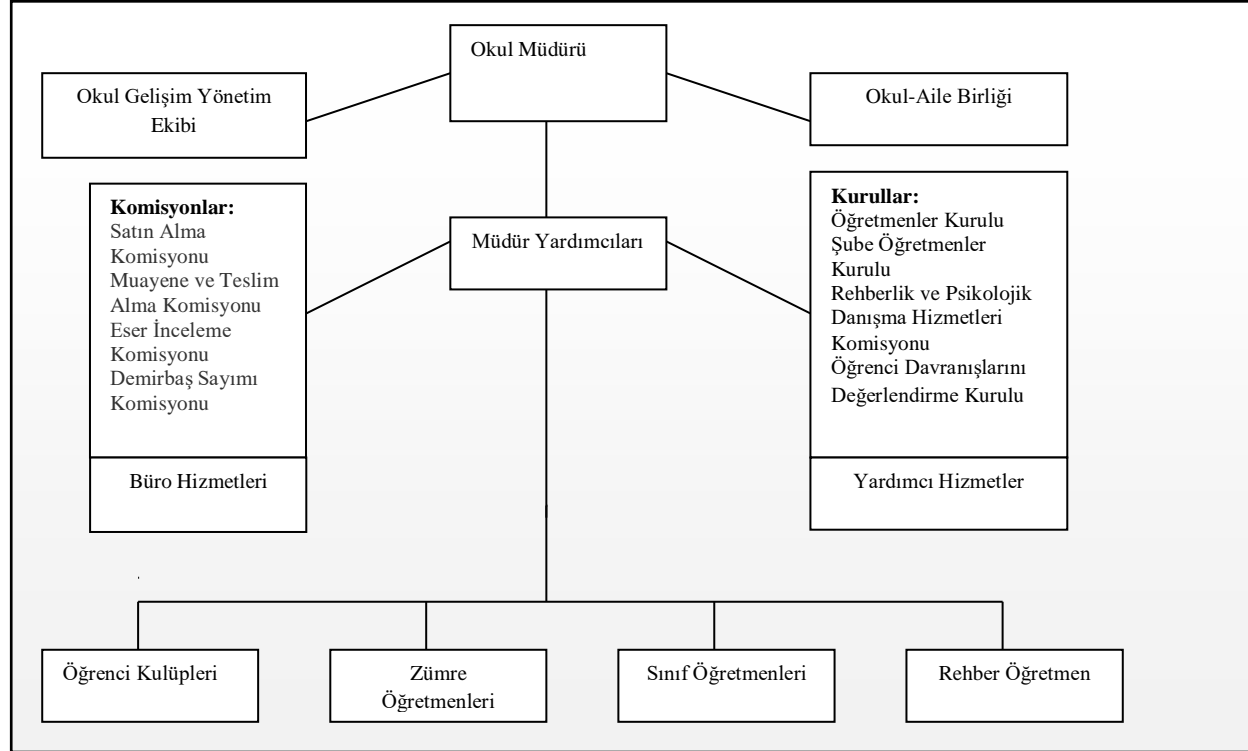 Okul Müdürü
Okul Gelişim Yönetim
Ekibi
Okul-Aile Birliği
Komisyonlar:
Satın Alma
Komisyonu
Muayene ve Teslim
Alma Komisyonu
Eser İnceleme
Komisyonu
Demirbaş Sayımı
Komisyonu
Müdür Yardımcıları
Kurullar:
Öğretmenler Kurulu
Şube Öğretmenler
Kurulu
Rehberlik ve Psikolojik
Danışma Hizmetleri
Komisyonu
Öğrenci Davranışlarını
Değerlendirme Kurulu
Büro Hizmetleri
Yardımcı Hizmetler
Öğrenci Kulüpleri
Zümre
Öğretmenleri
Sınıf Öğretmenleri
Rehber Öğretmen